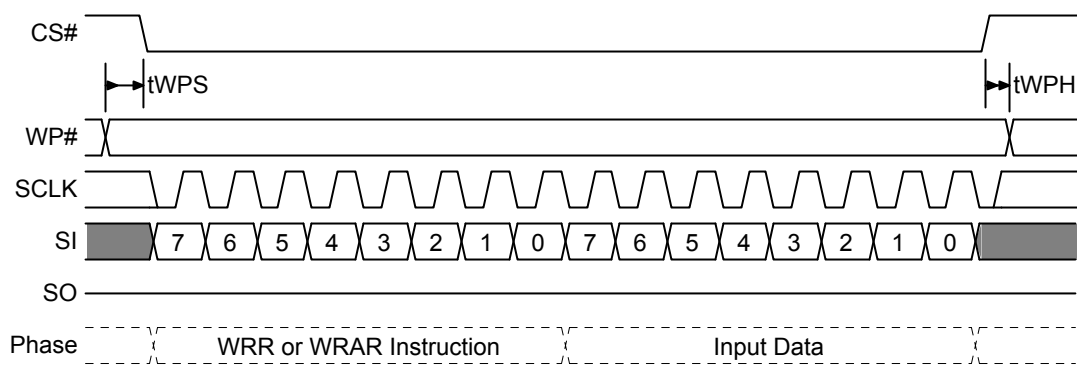 CS#
tWPS tWPH
WP#
SCLK
SI 7 6 5 4 3 2 1 0 7 6 5 4 3 2 1 0
SO
Phase WRR or WRAR Instruction Input Data